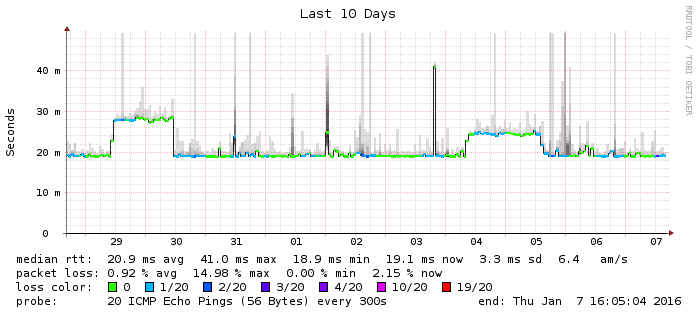 Last 10 Days
RRDTOOL / TOBI OETIKER
Seconds
40 m
30 m
20 m
10 m
0
29 30 31 01 02 03 04 05 06 07
median rtt: 20.9 ms avg 41.0 ms max 18.9 ms min 19.1 ms now 3.3 ms sd 6.4 am/s
packet loss: 0.92 % avg 14.98 % max 0.00 % min 2.15 % now
loss color: 0 1/20 2/20 3/20 4/20 10/20 19/20
probe: 20 ICMP Echo Pings (56 Bytes) every 300s end: Thu Jan 7 16:05:04 2016